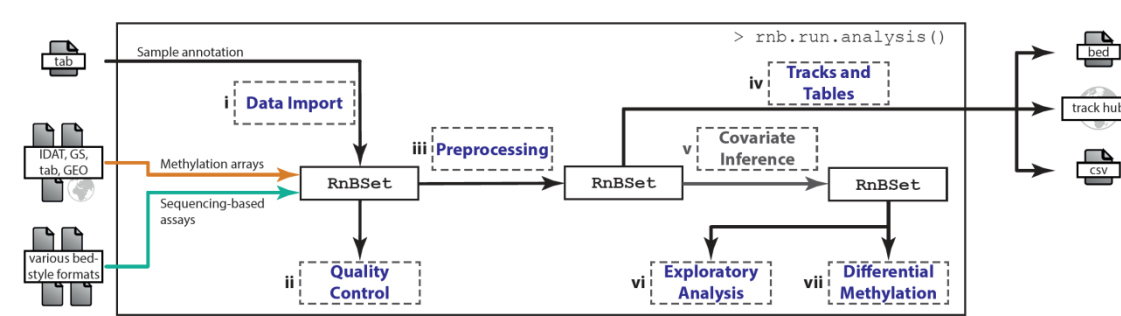 > rnb.run.analysis()
tab
Sample annotation
i
Data Import
IDAT, GS,
tab, GEO
Methylation arrays
Sequencing-based
assays
various bed-
style formats
RnBSet
ii
Quality
Control
iii
Preprocessing
RnBSet
iv
Tracks and
Tables
v
Covariate
Inference
RnBSet
vi
Exploratory
Analysis
vii
Differential
Methylation
bed
track hub
csv